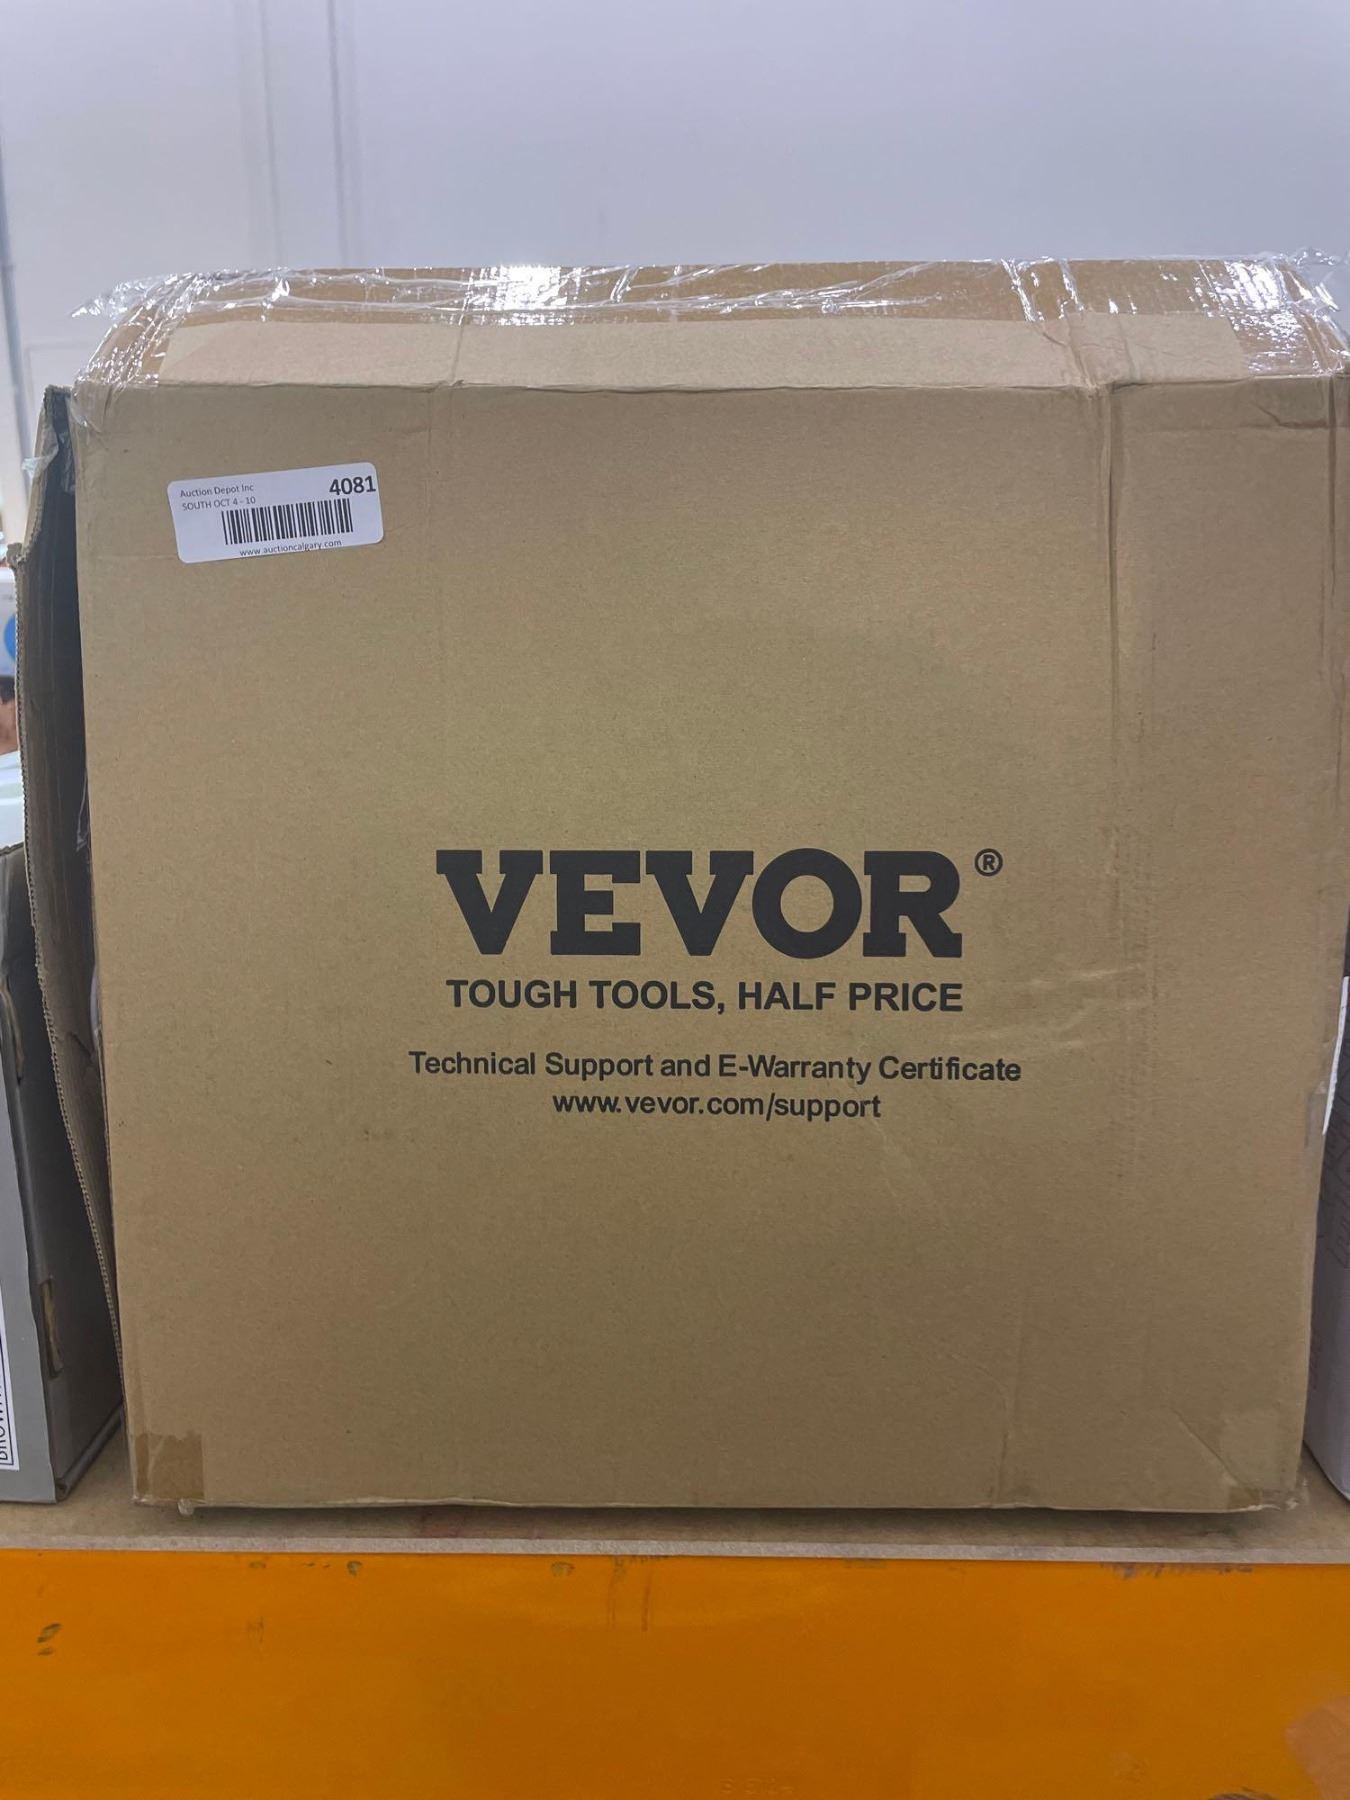 Auction Depot Inc
4081
SOUTH OCT 4 - 10
www.auctioncalgary.com
VEVOR®
TOUGH TOOLS, HALF PRICE
Technical Support and E-Warranty Certificate
www.vevor.com/support